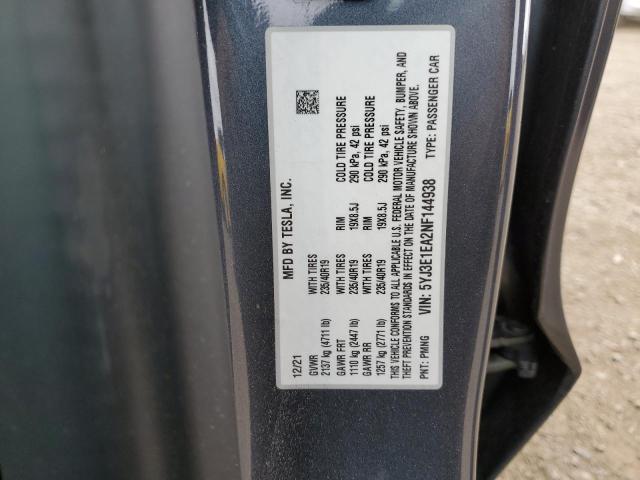 MFD BY TESLA, INC.
12/21
GVWR WITH TIRES RIM COLD TIRE PRESSURE
2137 kg (4711 lb) 235/40R19 19X8.5J 290 kPa, 42 psi
GAWR FRT WITH TIRES RIM COLD TIRE PRESSURE
1110 kg (2447 lb) 235/40R19 19X8.5J 290 kPa, 42 psi
GAWR RR
1257 kg (2771 lb)
THIS VEHICLE CONFORMS TO ALL APPLICABLE U.S. FEDERAL MOTOR VEHICLE SAFETY, BUMPER, AND
THEFT PREVENTION STANDARDS IN EFFECT ON THE DATE OF MANUFACTURE SHOWN ABOVE.
PNT: PMNG VIN: 5YJ3E1EA2NF144938 TYPE: PASSENGER CAR